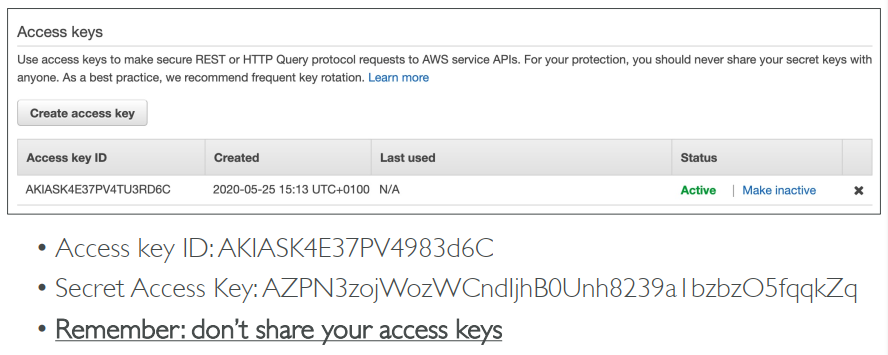 Access keys
Use access keys to make secure REST or HTTP Query protocol requests to AWS service APIs. For your protection, you should never share your secret keys with
anyone. As a best practice, we recommend frequent key rotation. Learn more
Create access key
Access key ID Created Last used Status
AKIASK4E37PV4TU3RD6C 2020-05-25 15:13 UTC+0100 N/A Active | Make inactive ✖
• Access key ID: AKIASK4E37PV4983d6C
• Secret Access Key: AZPN3zojWozWCndIjhB0Unh8239a1bzbzO5fqqkZq
• Remember: don’t share your access keys